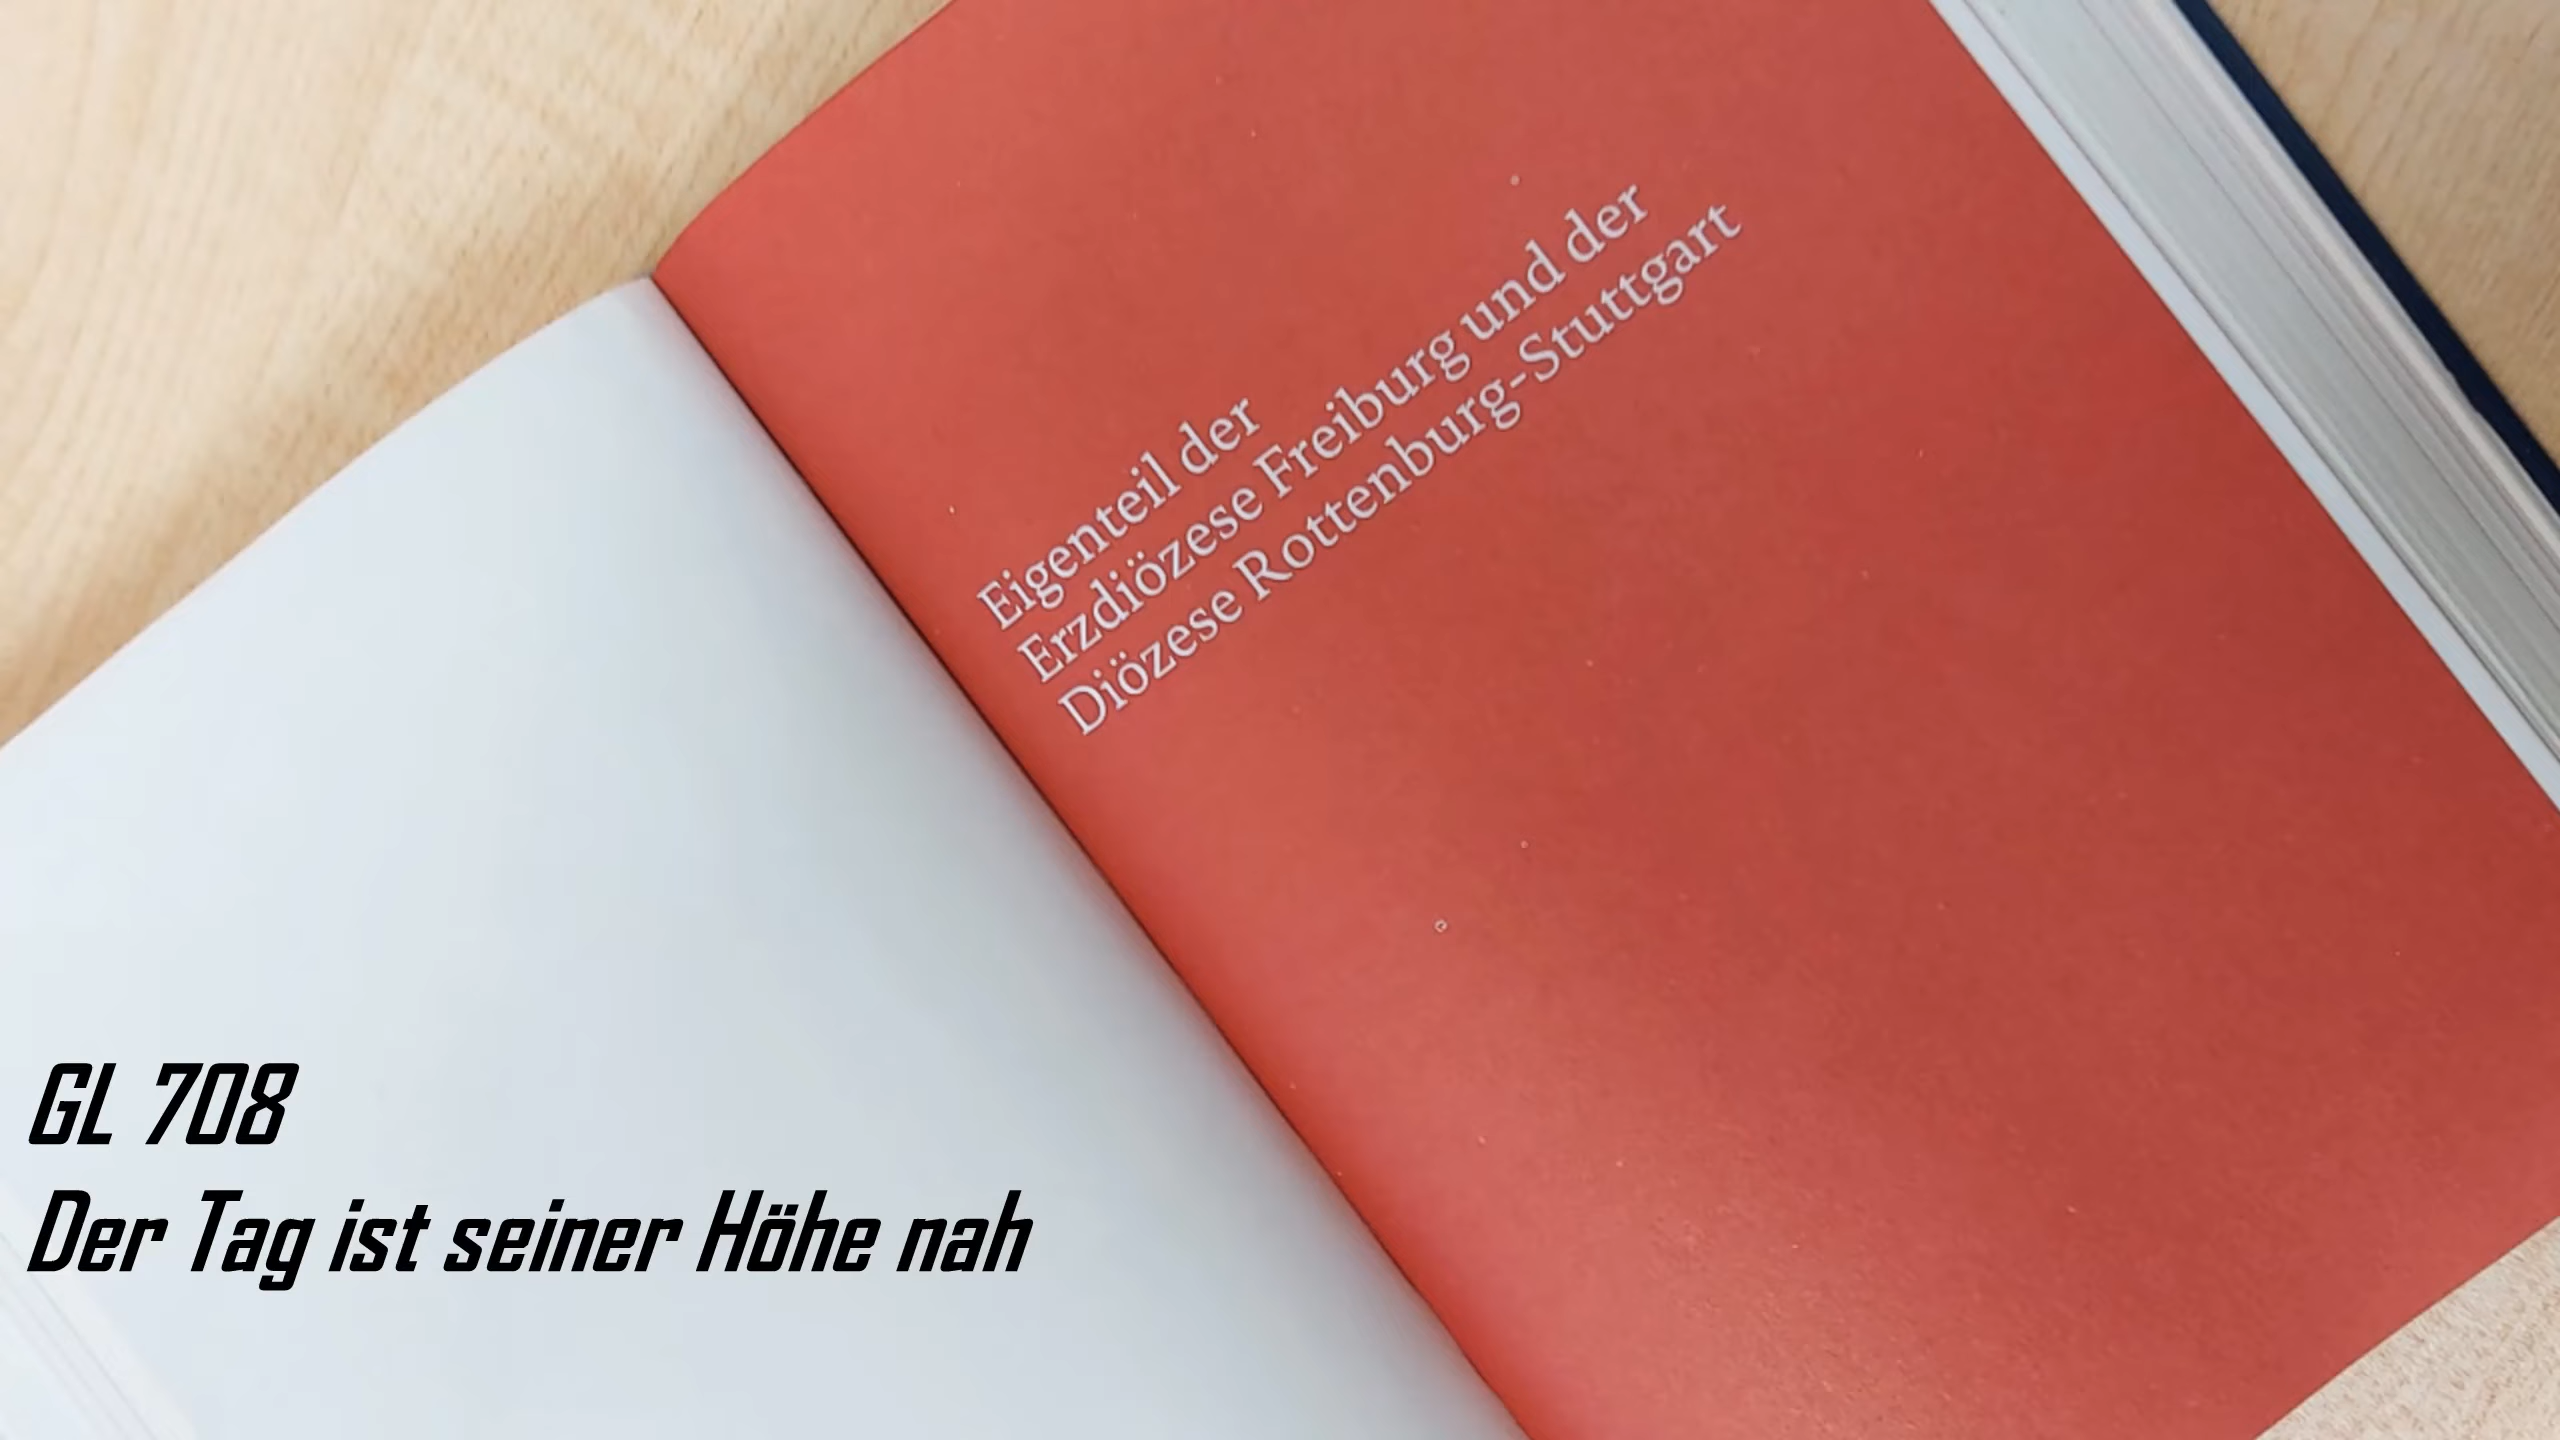 Eigenteil der
Erzdiözese Freiburg und der
Diözese Rottenburg-Stuttgart
GL 708
Der Tag ist seiner Höhe nah